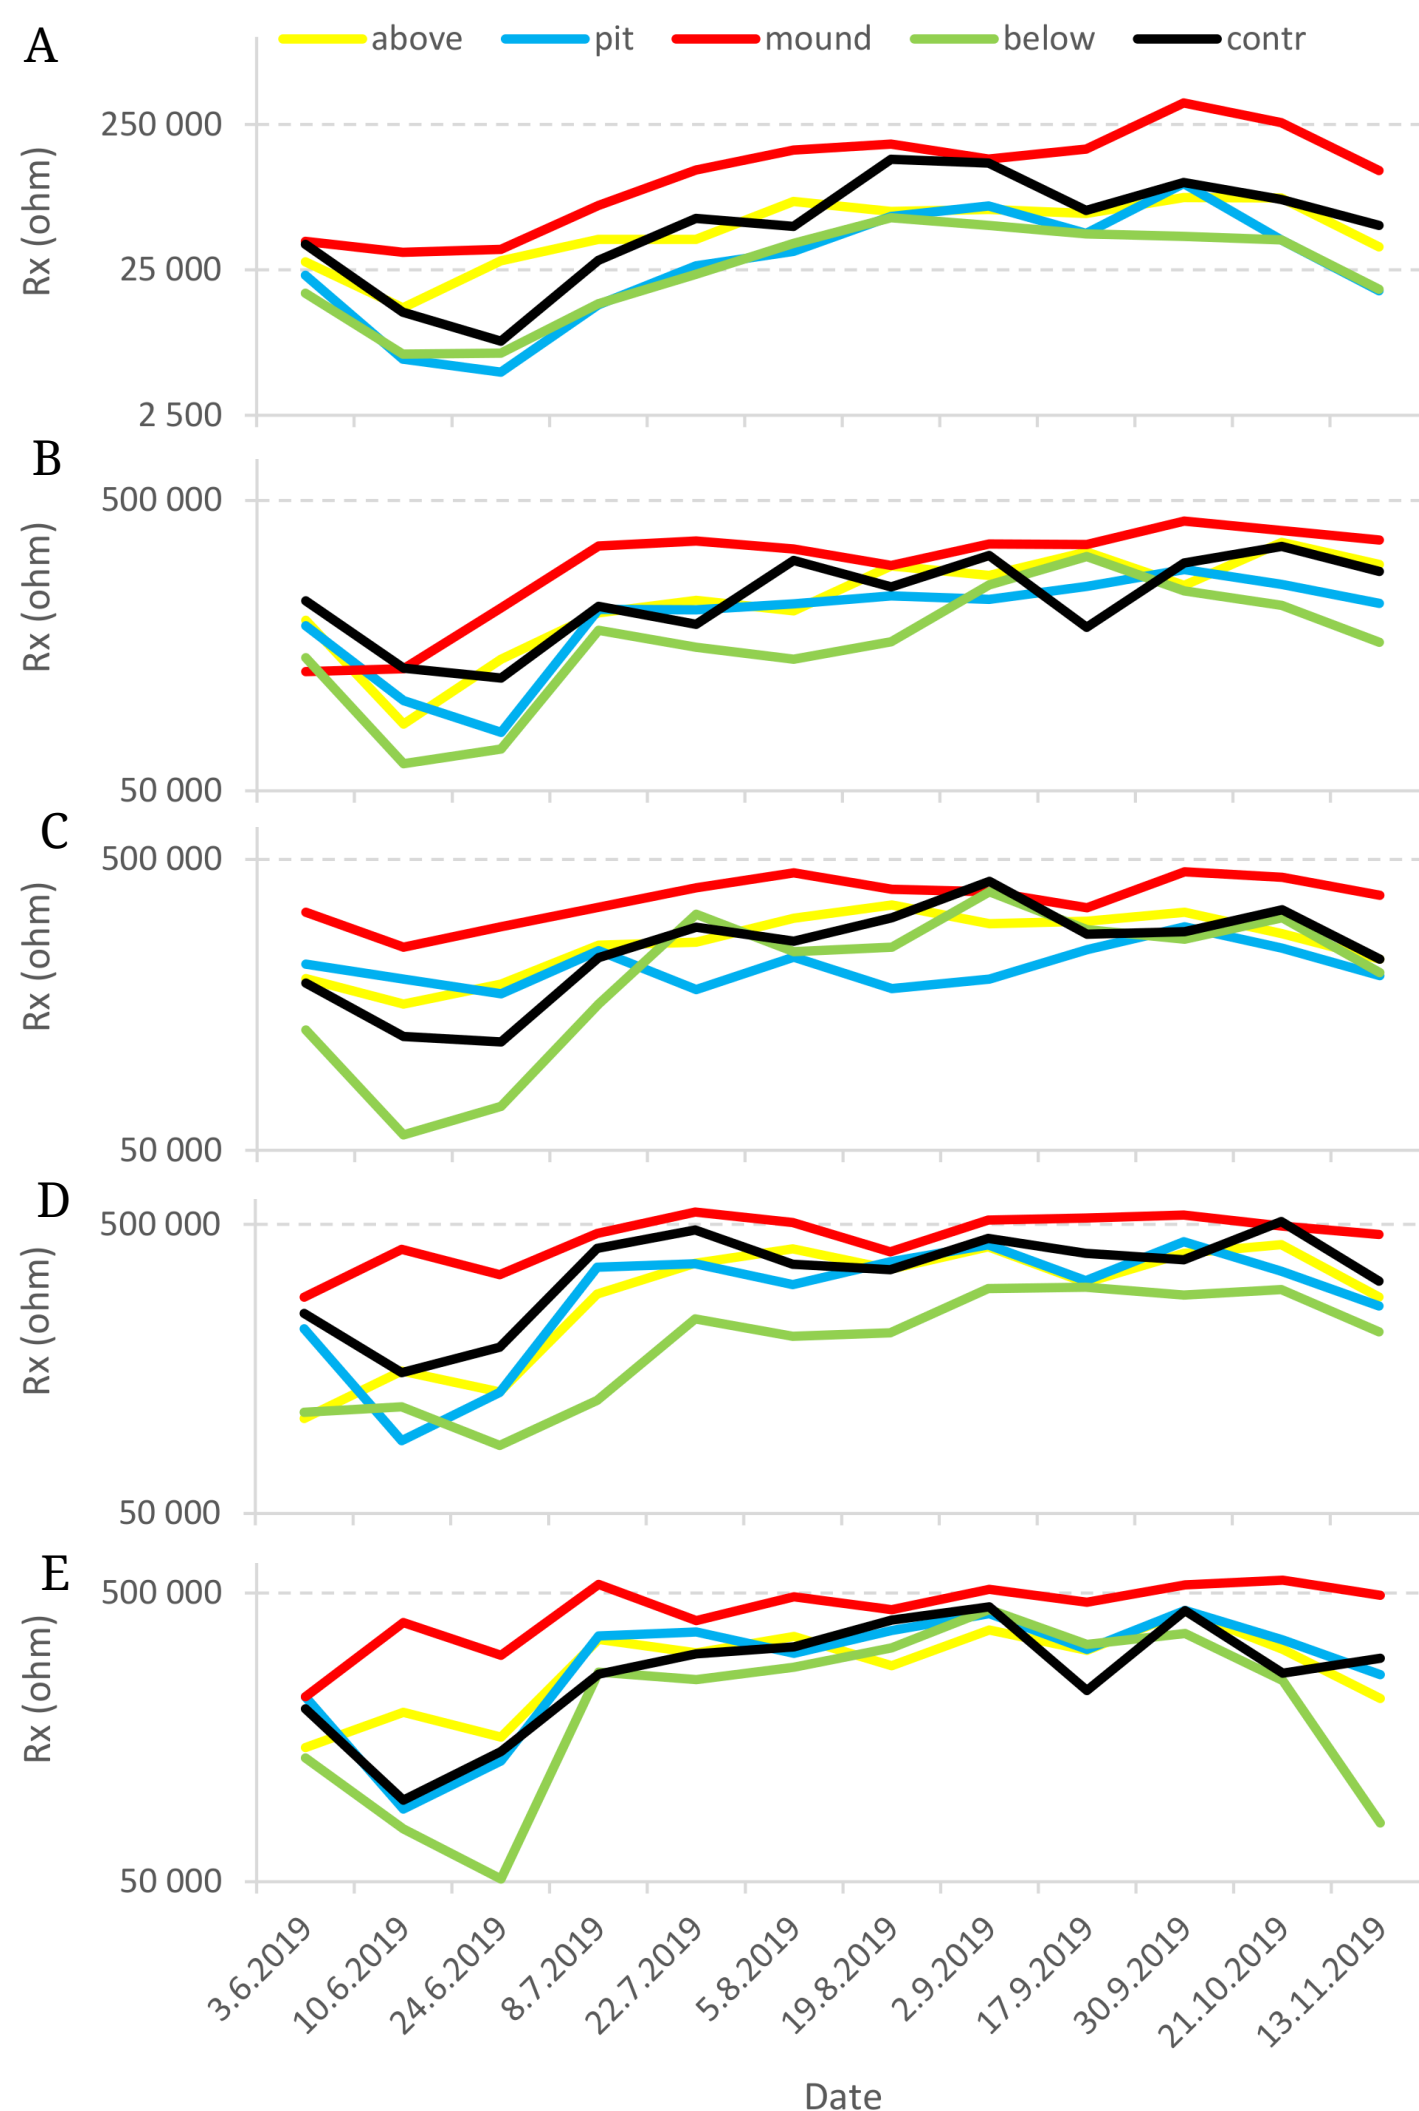 A
above pit mound below contr
250 000
25 000
2 500
Rx (ohm)
B
500 000
50 000
Rx (ohm)
C
500 000
50 000
Rx (ohm)
D
500 000
50 000
Rx (ohm)
E
500 000
50 000
Rx (ohm)
3.6.2019
10.6.2019
24.6.2019
8.7.2019
22.7.2019
5.8.2019
19.8.2019
2.9.2019
17.9.2019
30.9.2019
21.10.2019
13.11.2019
Date